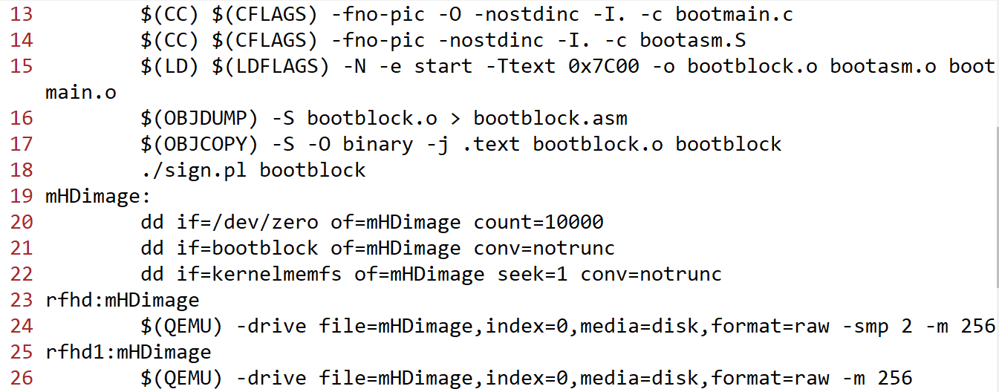 13         $(CC) $(CFLAGS) -fno-pic -O -nostdinc -I. -c bootmain.c
14         $(CC) $(CFLAGS) -fno-pic -nostdinc -I. -c bootasm.S
15         $(LD) $(LDFLAGS) -N -e start -Ttext 0x7C00 -o bootblock.o bootasm.o boot
main.o
16         $(OBJDUMP) -S bootblock.o > bootblock.asm
17         $(OBJCOPY) -S -O binary -j .text bootblock.o bootblock
18         ./sign.pl bootblock
19 mHDimage:
20         dd if=/dev/zero of=mHDimage count=10000
21         dd if=bootblock of=mHDimage conv=notrunc
22         dd if=kernelmemfs of=mHDimage seek=1 conv=notrunc
23 rfhd:mHDimage
24         $(QEMU) -drive file=mHDimage,index=0,media=disk,format=raw -smp 2 -m 256
25 rfhd1:mHDimage
26         $(QEMU) -drive file=mHDimage,index=0,media=disk,format=raw -m 256